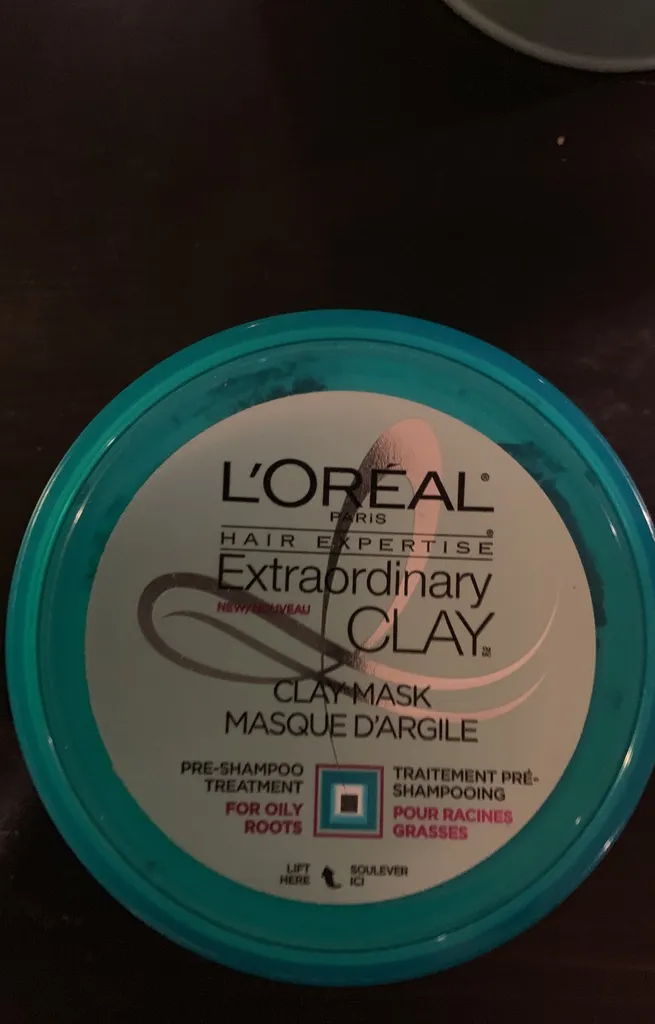 L'ORÉAL®
PARIS
HAIR EXPERTISE®
Extraordinary
NEW/NOUVEAU
CLAY™
CLAY MASK
MASQUE D'ARGILE
PRE-SHAMPOO
TREATMENT
FOR OILY
ROOTS
TRAITEMENT PRÉ-
SHAMPOOING
POUR RACINES
GRASSES
LIFT
HERE
SOULEVER
ICI